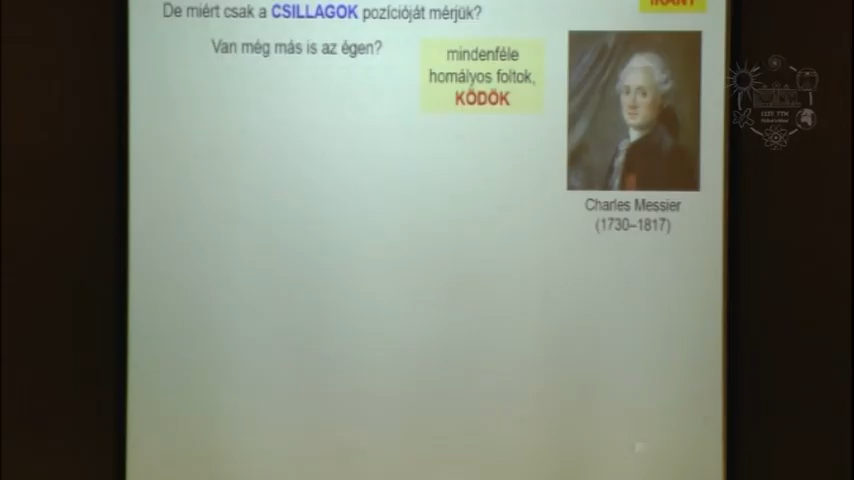 IRÁNY
De miért csak a CSILLAGOK pozícióját mérjük?
Van még más is az égen?
mindenféle
homályos foltok,
KÖDÖK
Charles Messier
(1730–1817)